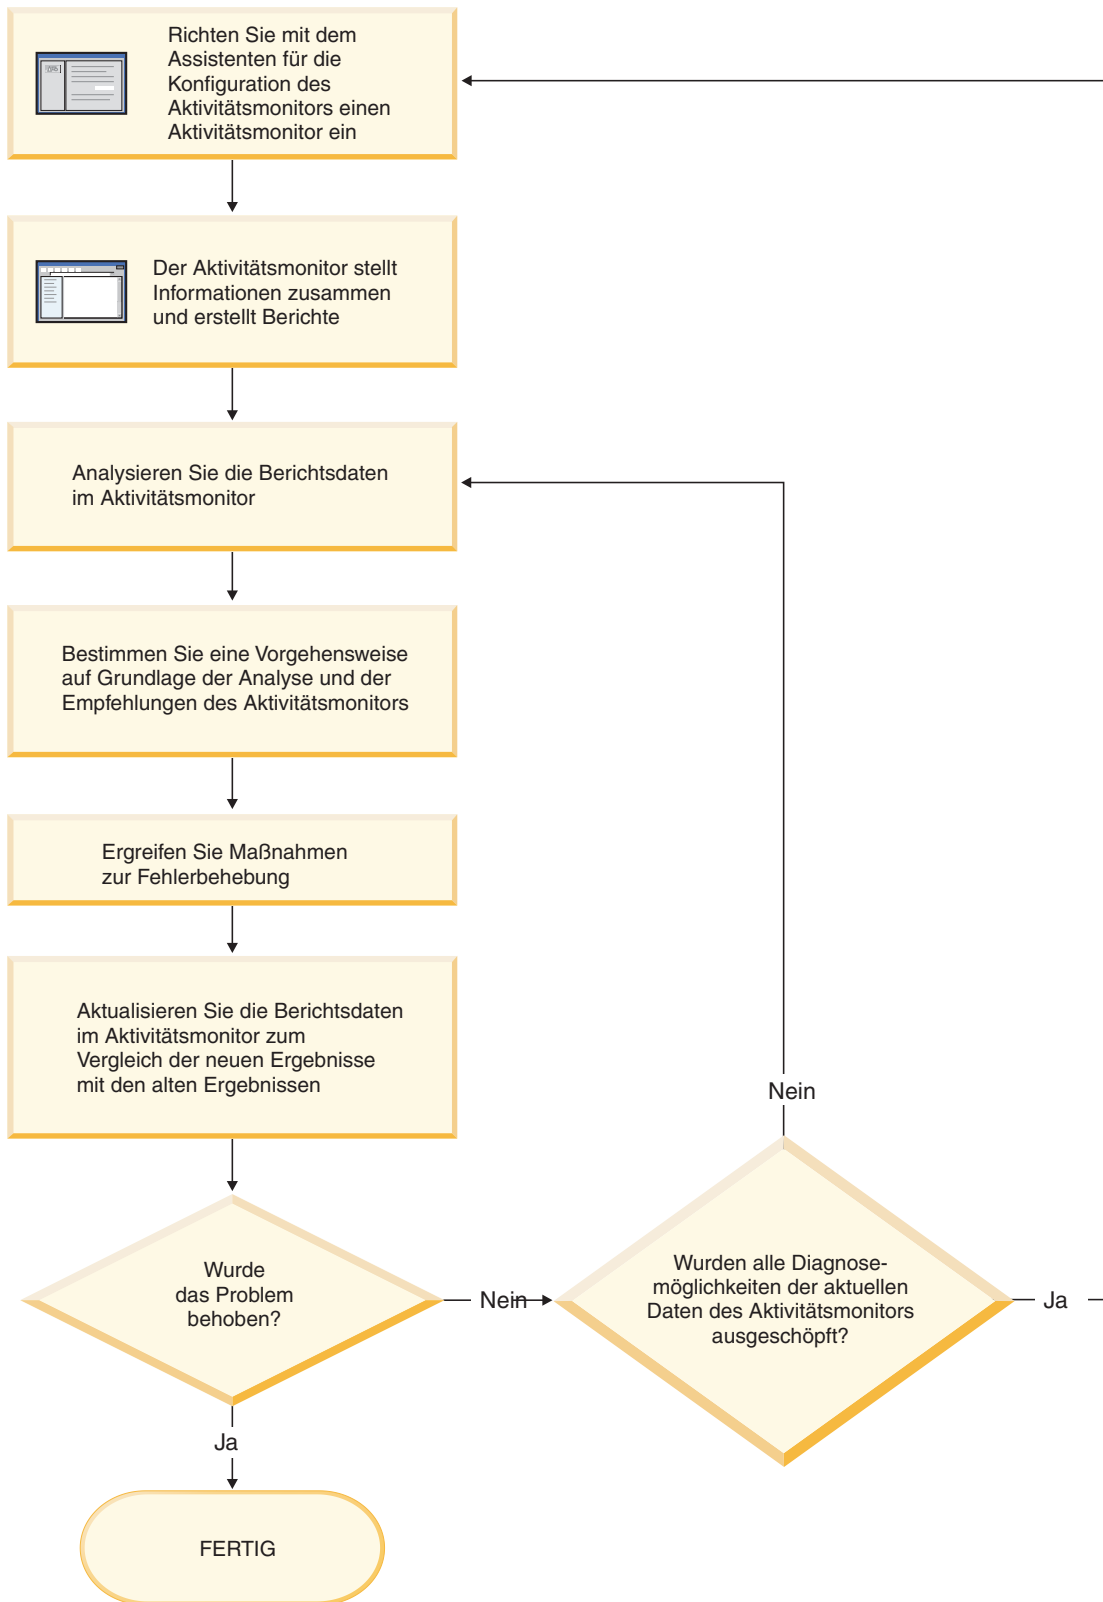 Richten Sie mit dem
Assistenten für die
Konfiguration des
Aktivitätsmonitors einen
Aktivitätsmonitor ein
Der Aktivitätsmonitor stellt
Informationen zusammen
und erstellt Berichte
Analysieren Sie die Berichtsdaten
im Aktivitätsmonitor
Bestimmen Sie eine Vorgehensweise
auf Grundlage der Analyse und der
Empfehlungen des Aktivitätsmonitors
Ergreifen Sie Maßnahmen
zur Fehlerbehebung
Aktualisieren Sie die Berichtsdaten
im Aktivitätsmonitor zum
Vergleich der neuen Ergebnisse
mit den alten Ergebnissen
Nein
Wurde
das Problem
behoben?
Nein
Wurden alle Diagnose-
möglichkeiten der aktuellen
Daten des Aktivitätsmonitors
ausgeschöpft?
Ja
Ja
FERTIG